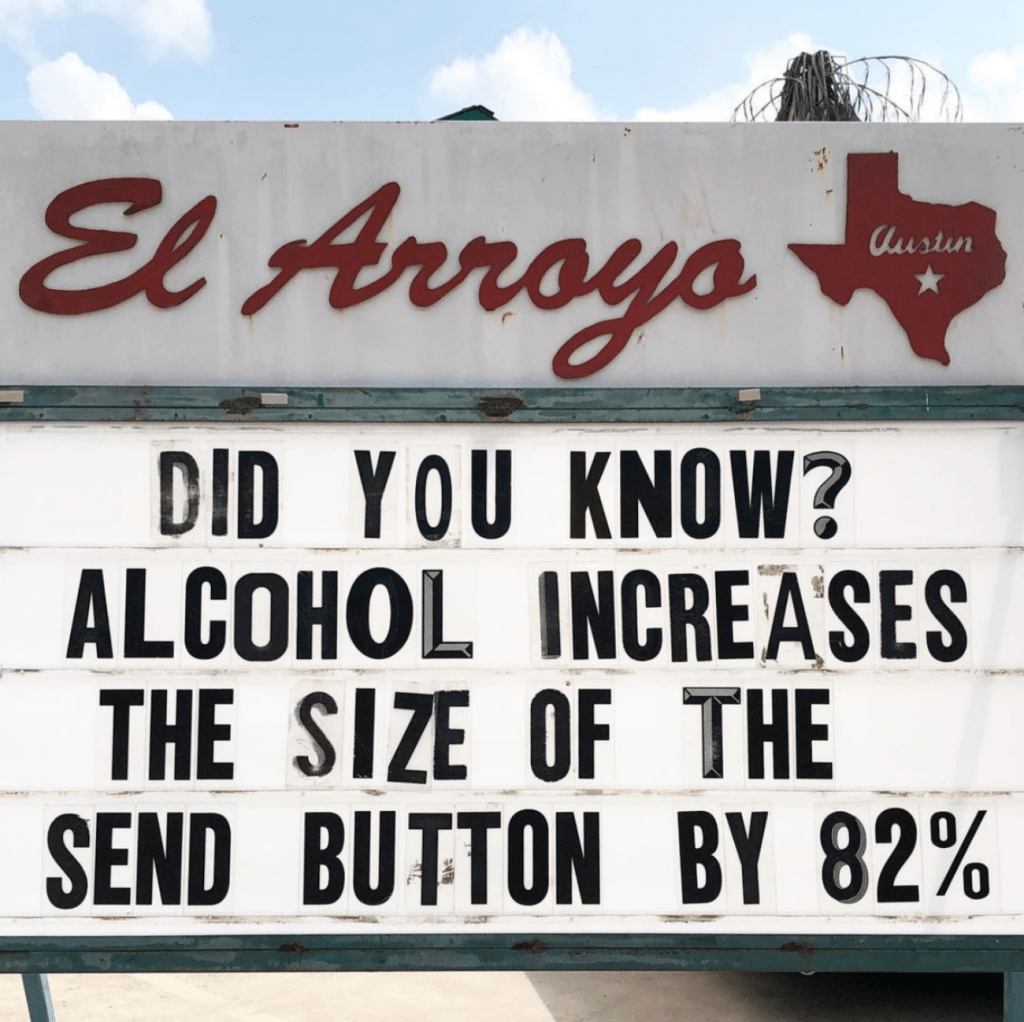 El Arroyo
Austin
DID YOU KNOW?
ALCOHOL INCREASES
THE SIZE OF THE
SEND BUTTON BY 82%